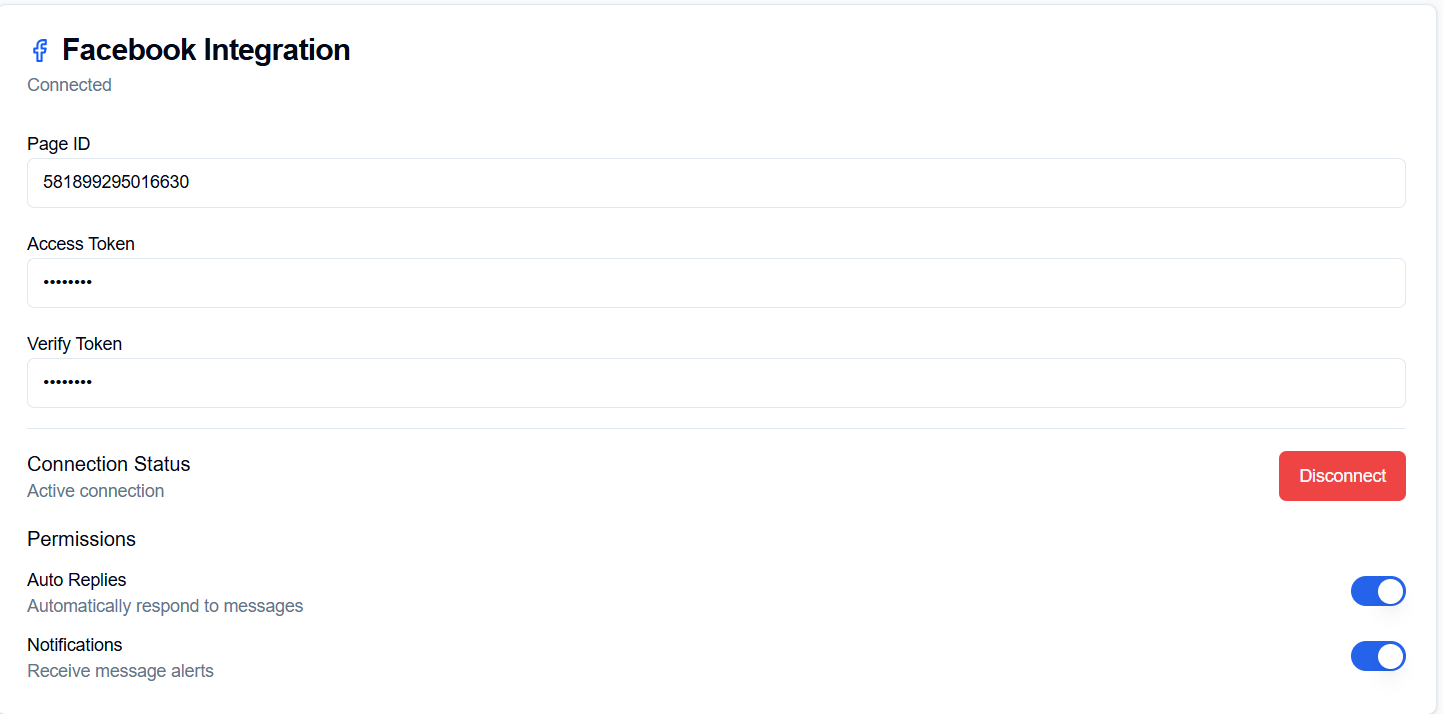 Facebook Integration
Connected
Page ID
581899295016630
Access Token
••••••••
Verify Token
••••••••
Connection Status
Active connection
Disconnect
Permissions
Auto Replies
Automatically respond to messages
Notifications
Receive message alerts